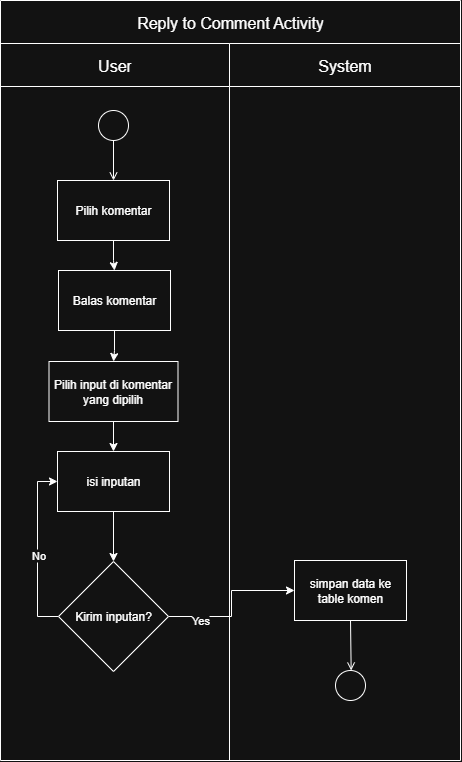 Reply to Comment Activity
User
System
Pilih komentar
Balas komentar
Pilih input di komentar
yang dipilih
isi inputan
No
Kirim inputan?
Yes
simpan data ke
table komen